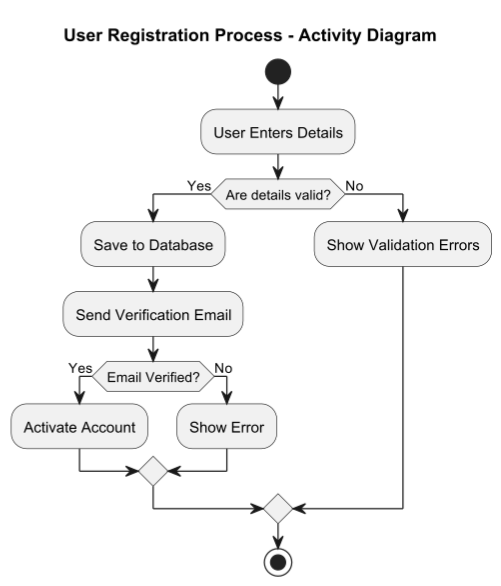 User Registration Process - Activity Diagram
User Enters Details
Are details valid?
Yes
No
Save to Database
Show Validation Errors
Send Verification Email
Email Verified?
Yes
No
Activate Account
Show Error